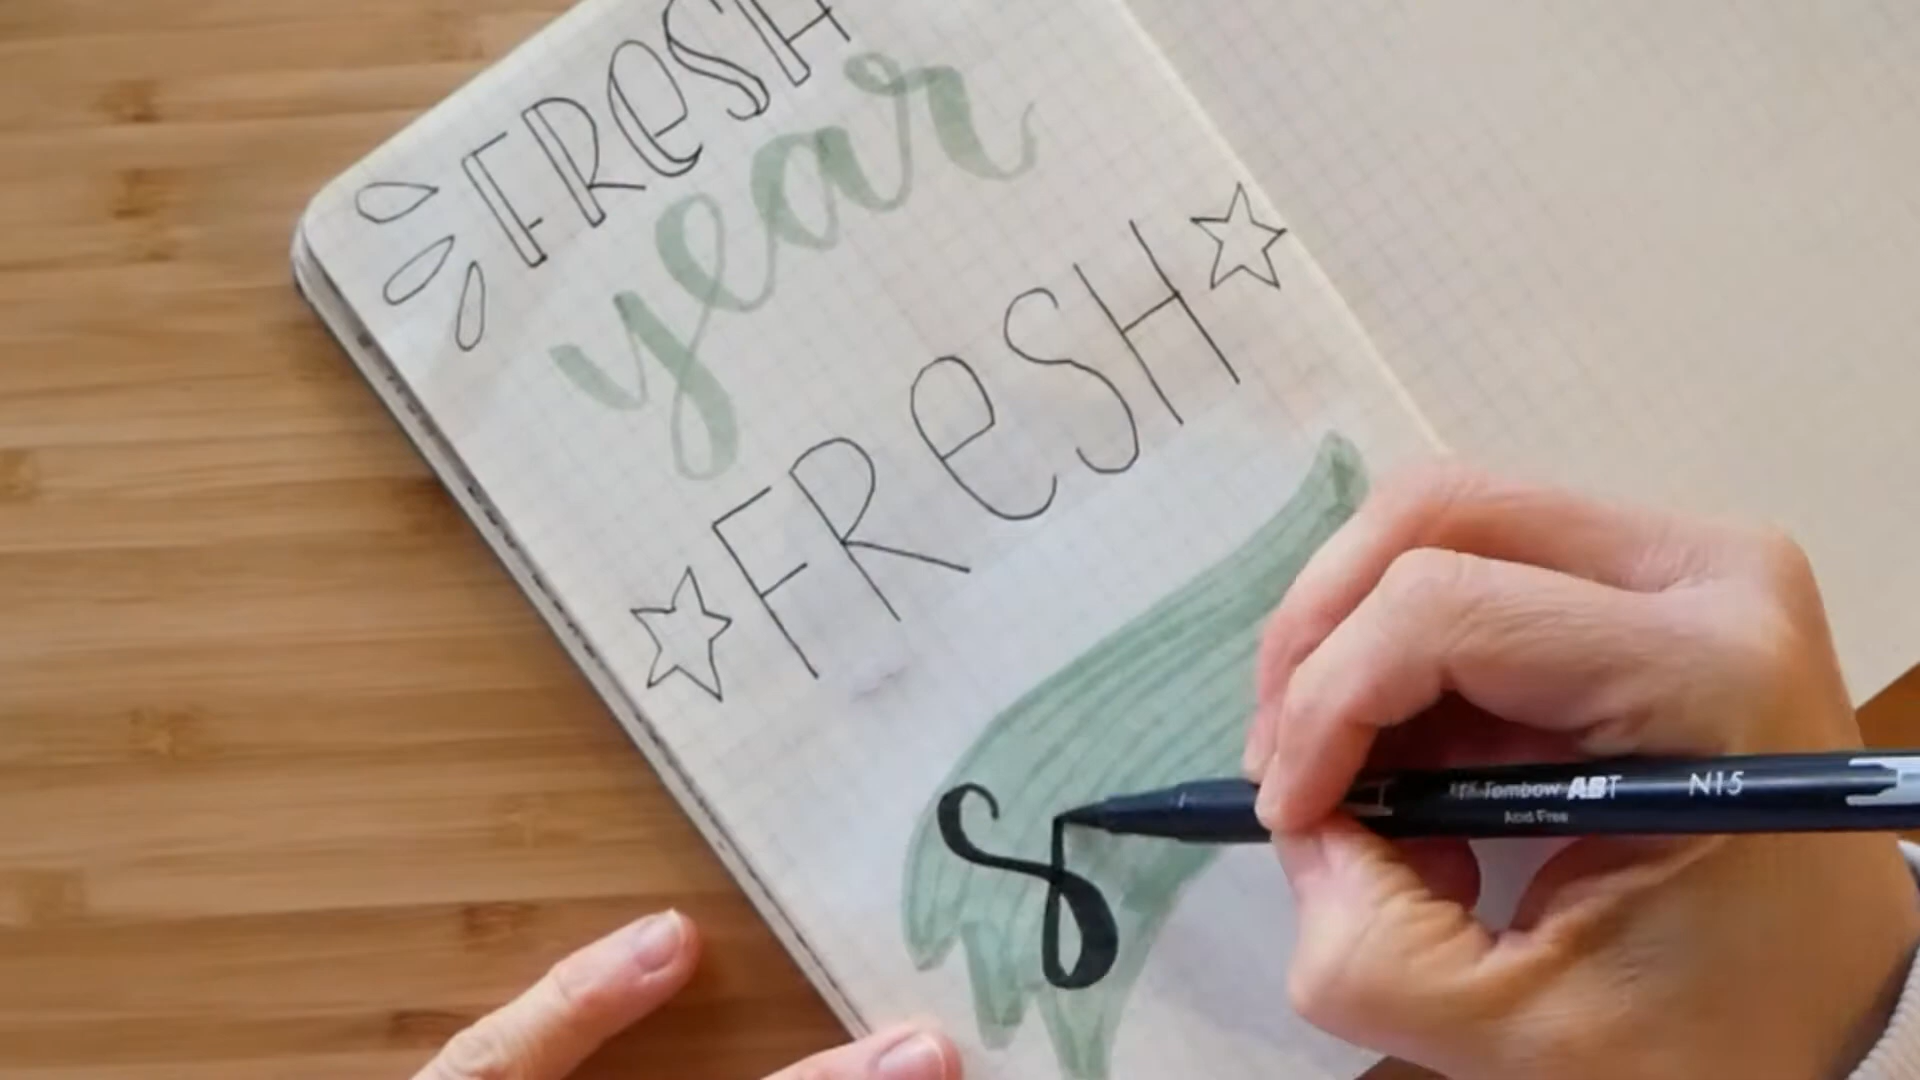 FResH
year
FResH
Tombow ABT N15
Acid Free